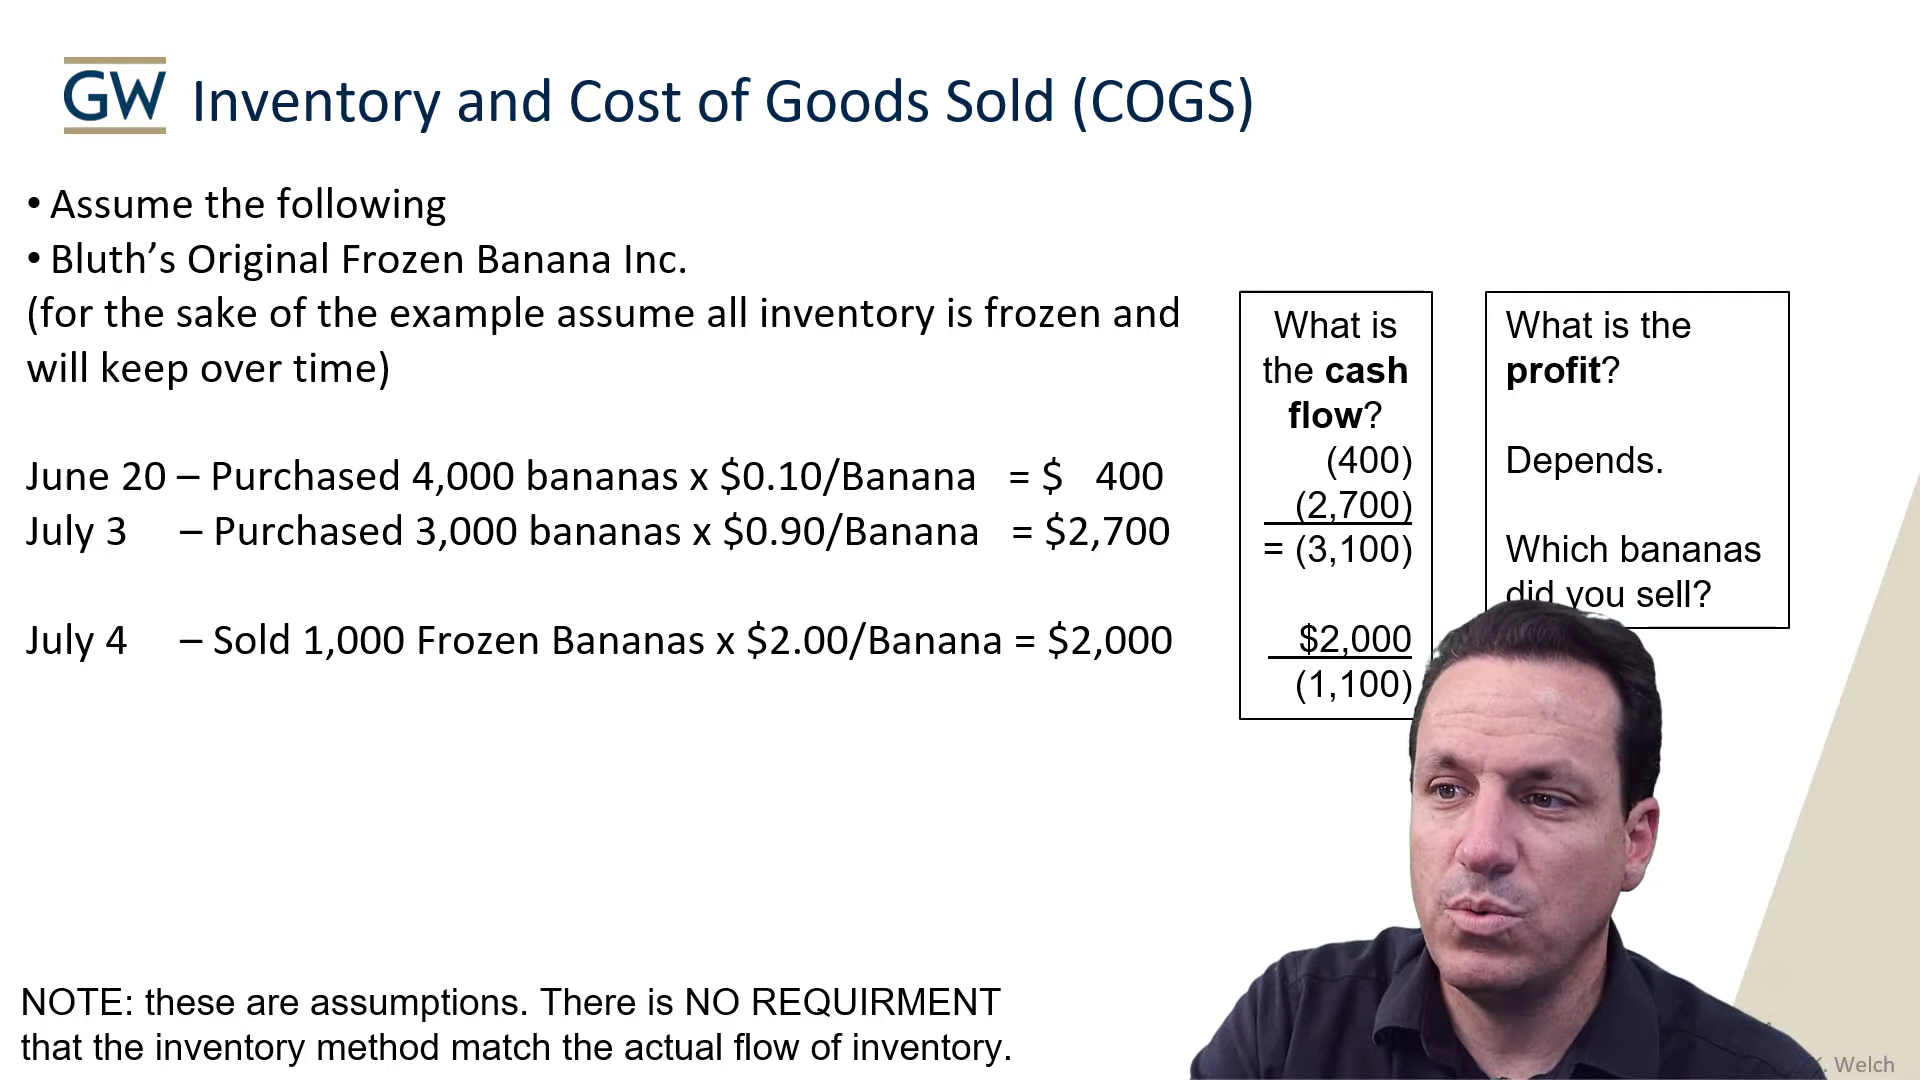 GW Inventory and Cost of Goods Sold (COGS)
• Assume the following
• Bluth’s Original Frozen Banana Inc.
(for the sake of the example assume all inventory is frozen and
will keep over time)
June 20 – Purchased 4,000 bananas x $0.10/Banana = $ 400
July 3 – Purchased 3,000 bananas x $0.90/Banana = $2,700
July 4 – Sold 1,000 Frozen Bananas x $2.00/Banana = $2,000
What is
the cash
flow?
(400)
(2,700)
= (3,100)
$2,000
(1,100)
What is the
profit?
Depends.
Which bananas
did you sell?
NOTE: these are assumptions. There is NO REQUIRMENT
that the inventory method match the actual flow of inventory.
Welch